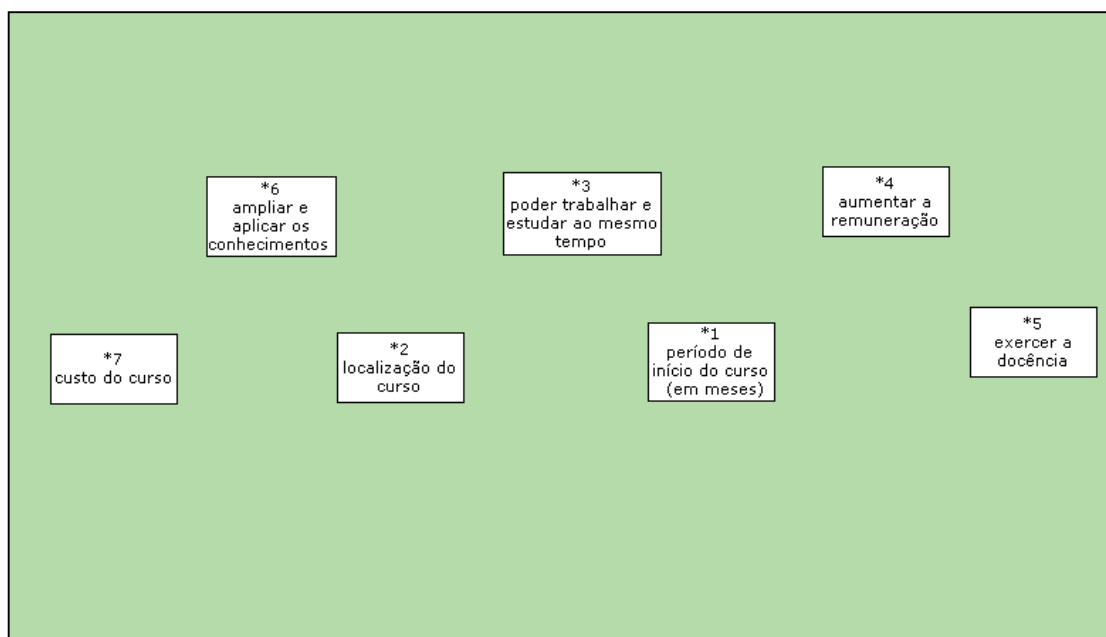 *6
ampliar e
aplicar os
conhecimentos
*3
poder trabalhar e
estudar ao mesmo
tempo
*4
aumentar a
remuneração
*7
custo do curso
*2
localização do
curso
*1
período de
início do curso
(em meses)
*5
exercer a
docência